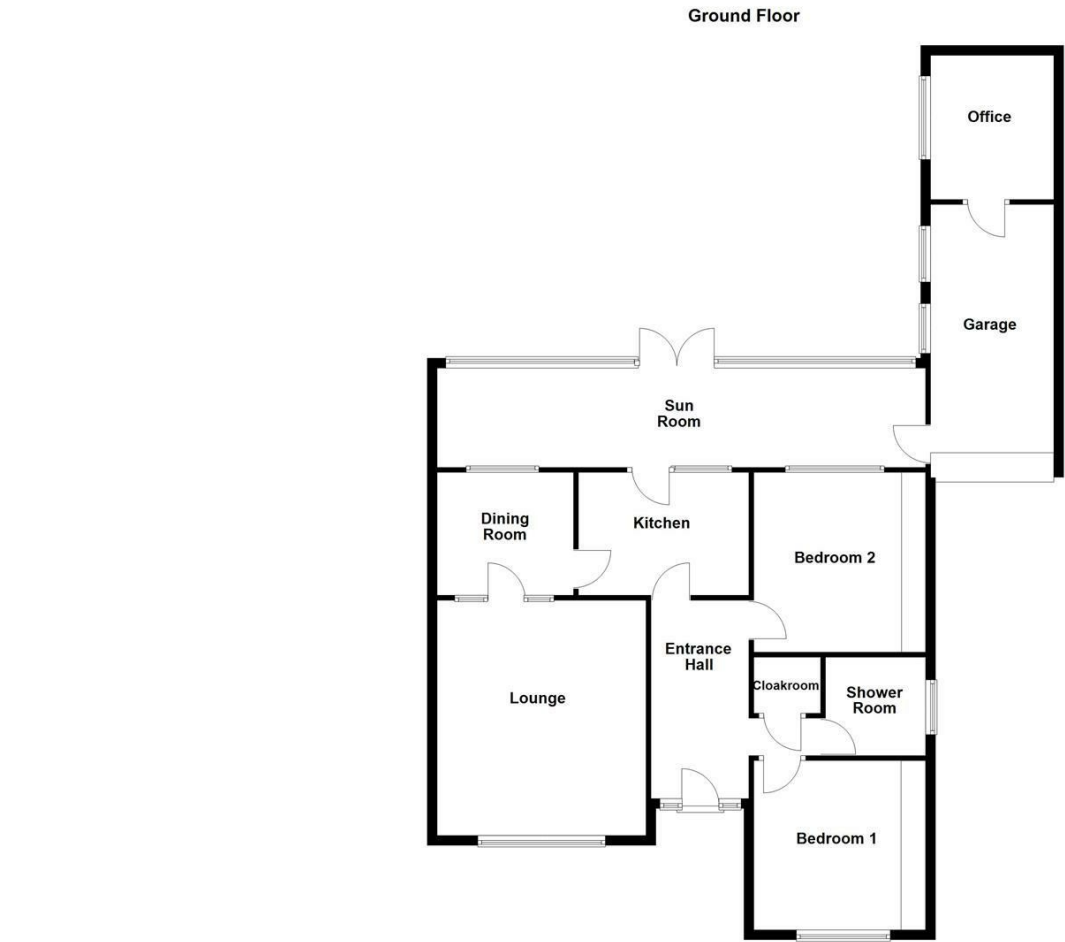 Ground Floor
Office
Garage
Sun
Room
Dining
Room
Kitchen
Bedroom 2
Entrance
Hall
Cloakroom
Shower
Room
Lounge
Bedroom 1